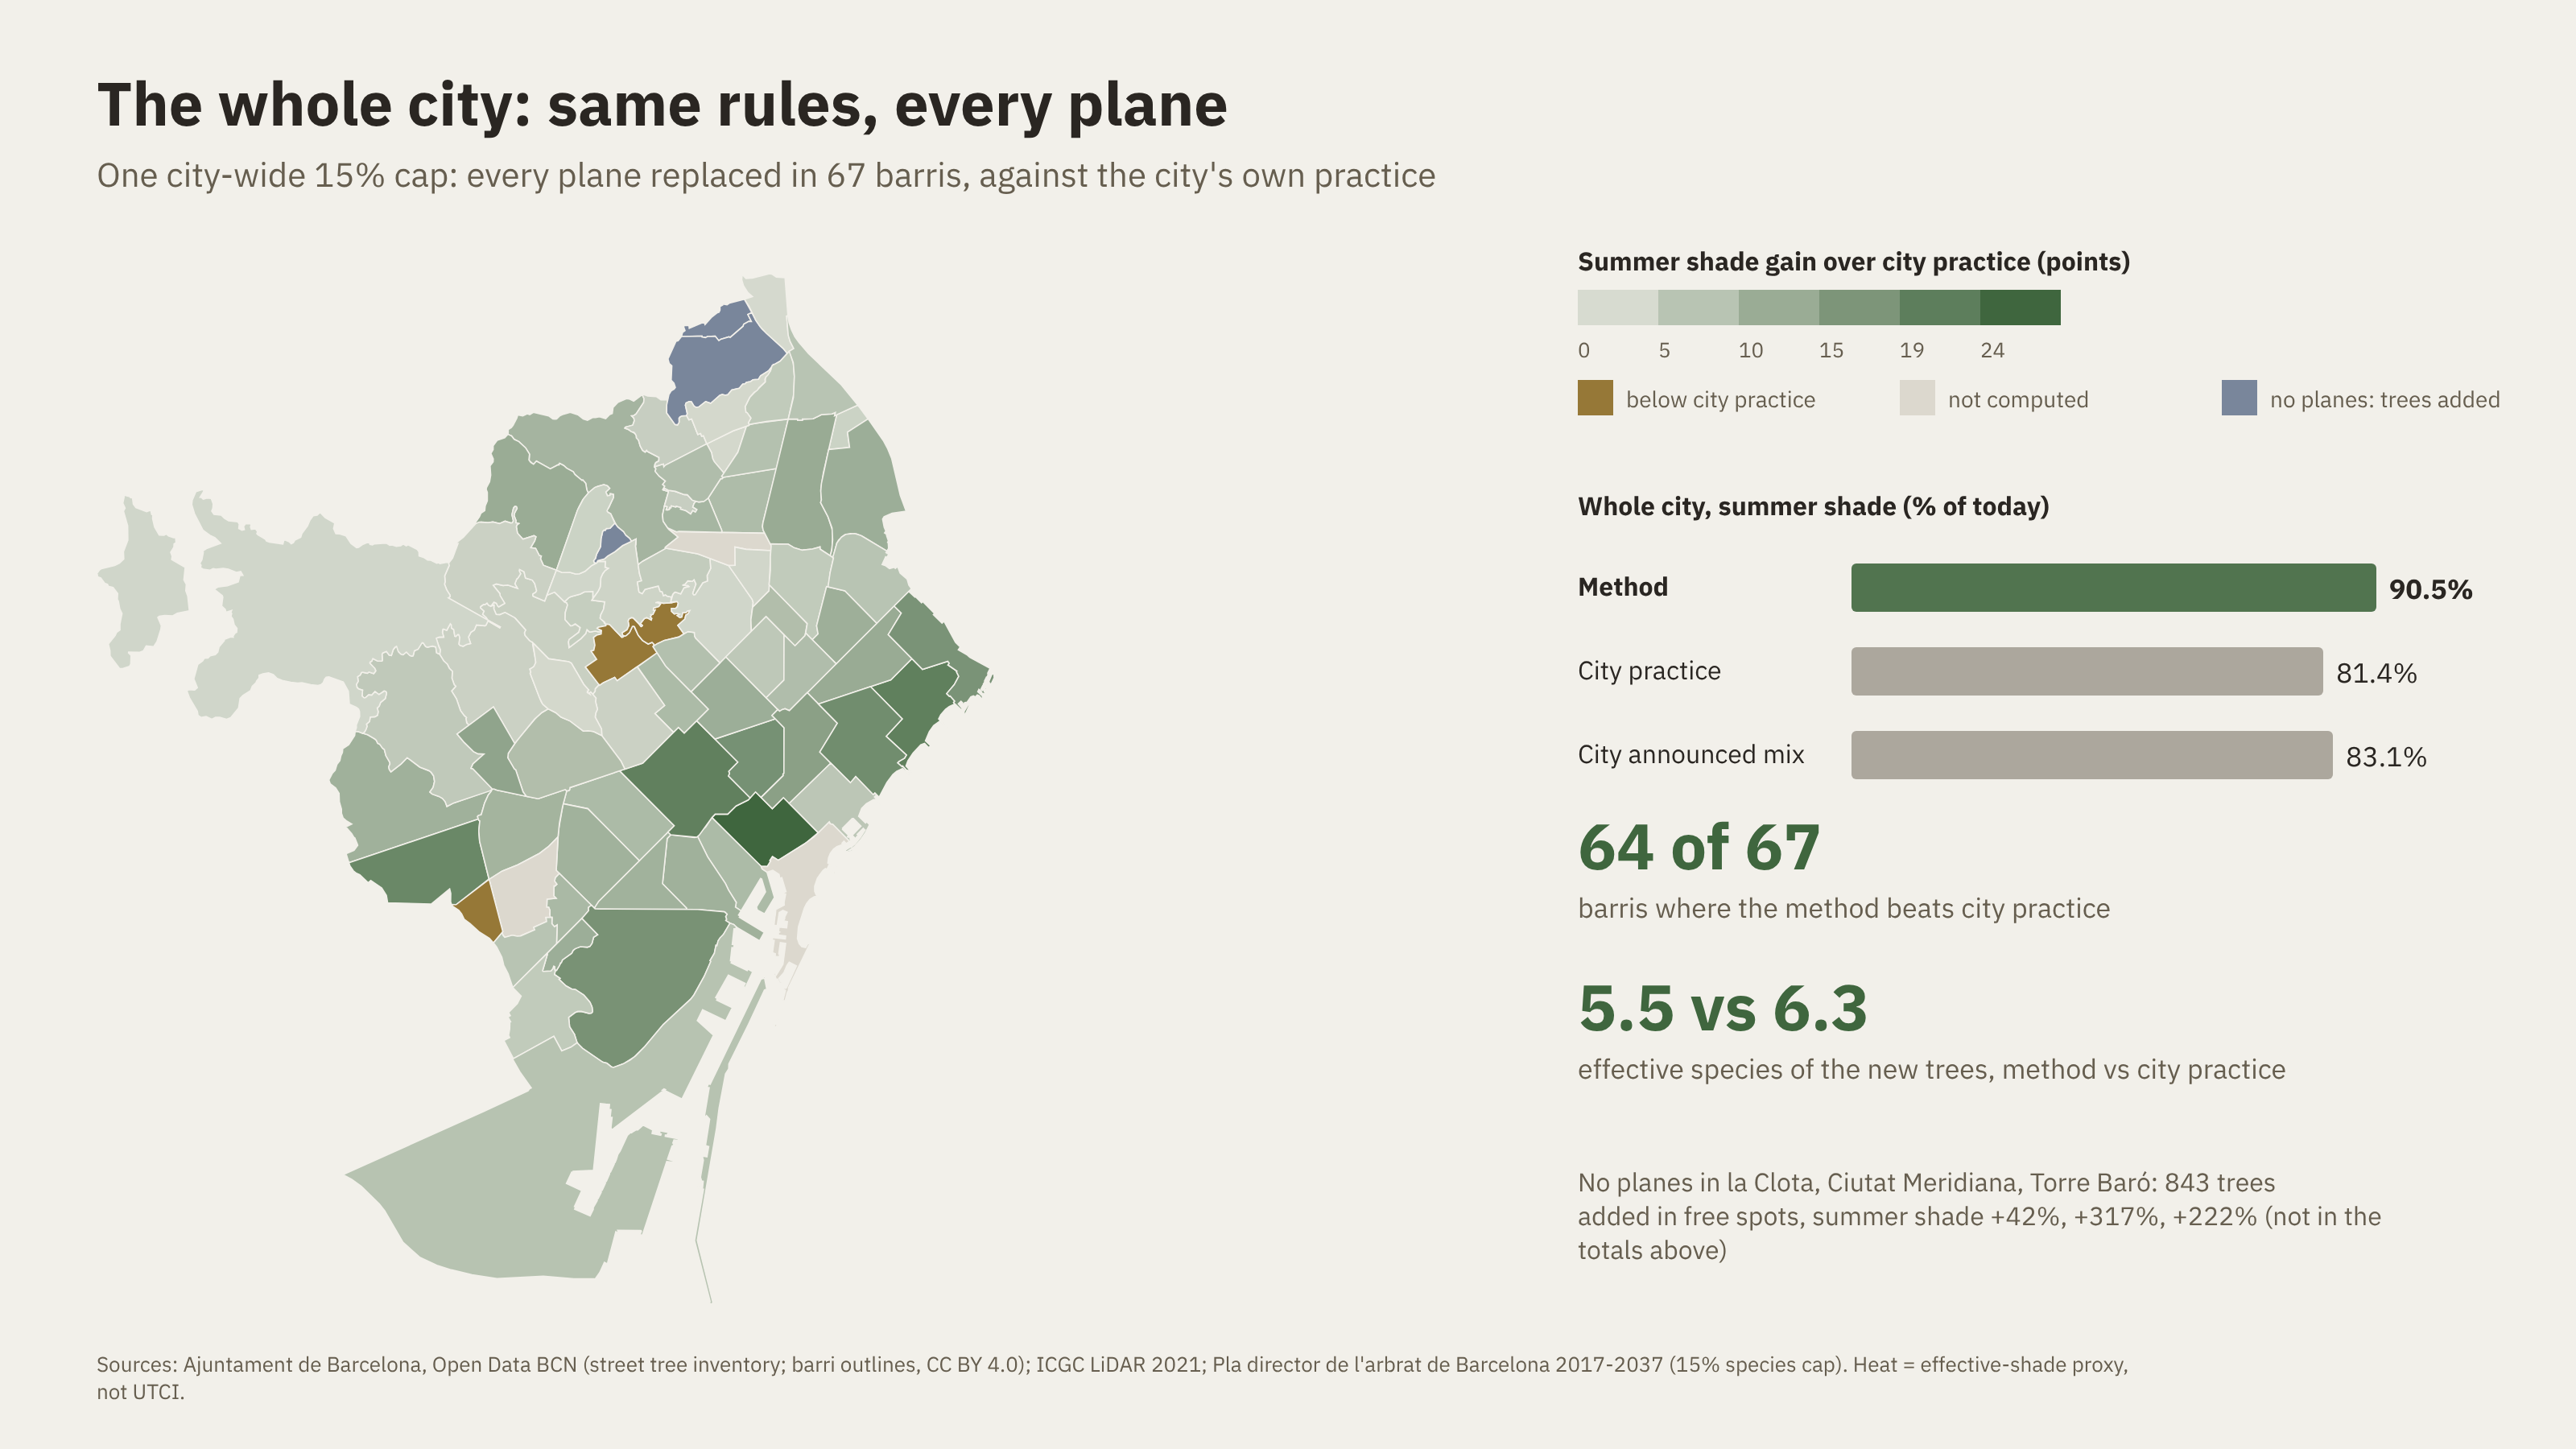 The whole city: same rules, every plane
One city-wide 15% cap: every plane replaced in 67 barris, against the city's own practice
Summer shade gain over city practice (points)
0 5 10 15 19 24
below city practice not computed no planes: trees added
Whole city, summer shade (% of today)
Method 90.5%
City practice 81.4%
City announced mix 83.1%
64 of 67
barris where the method beats city practice
5.5 vs 6.3
effective species of the new trees, method vs city practice
No planes in la Clota, Ciutat Meridiana, Torre Baró: 843 trees
added in free spots, summer shade +42%, +317%, +222% (not in the
totals above)
Sources: Ajuntament de Barcelona, Open Data BCN (street tree inventory; barri outlines, CC BY 4.0); ICGC LiDAR 2021; Pla director de l'arbrat de Barcelona 2017-2037 (15% species cap). Heat = effective-shade proxy,
not UTCI.